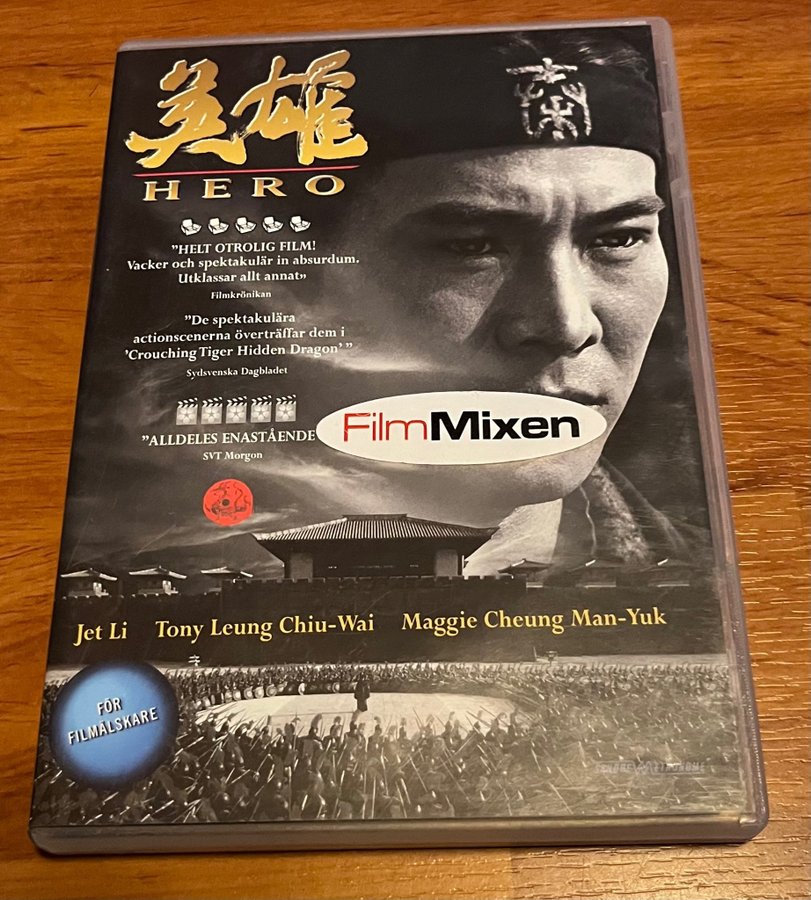 英雄
HERO
"HELT OTROLIG FILM!
Vacker och spektakulär in absurdum.
Utklassar allt annat»
Filmkrönikan
"De spektakulära
actionscenerna överträffar dem i
'Crouching Tiger Hidden Dragon'"
Sydsvenska Dagbladet
"ALLDELES ENASTÅENDE
SVT Morgon
FilmMixen
Jet Li Tony Leung Chiu-Wai Maggie Cheung Man-Yuk
FÖR
FILMÄLSKARE